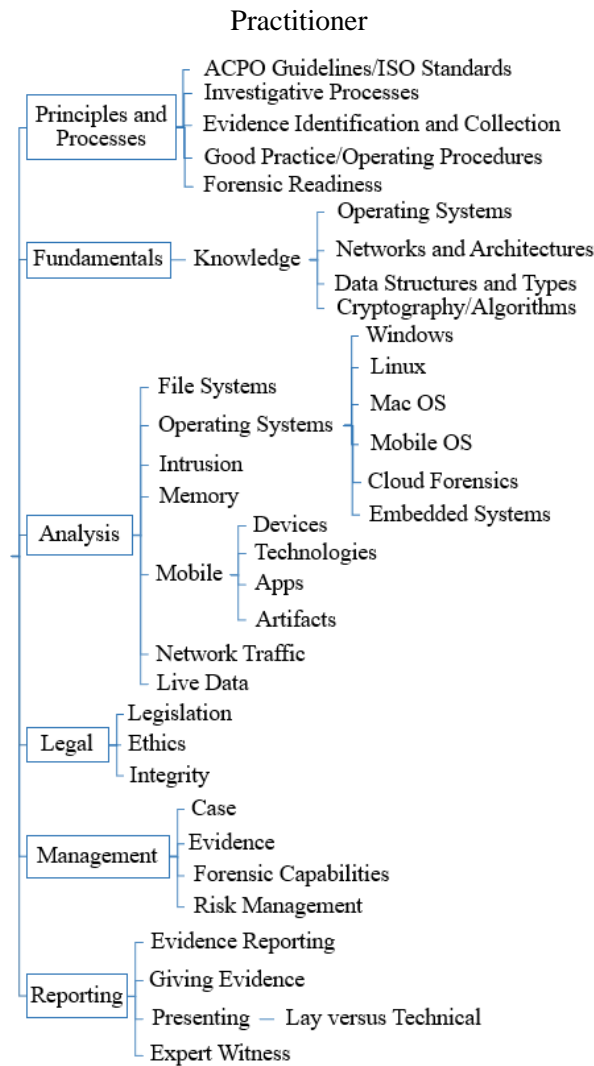 Practitioner
Principles and
Processes
ACPO Guidelines/ISO Standards
Investigative Processes
Evidence Identification and Collection
Good Practice/Operating Procedures
Forensic Readiness
Fundamentals
Knowledge
Operating Systems
Networks and Architectures
Data Structures and Types
Cryptography/Algorithms
Analysis
File Systems
Operating Systems
Windows
Linux
Mac OS
Mobile OS
Cloud Forensics
Embedded Systems
Intrusion
Memory
Mobile
Devices
Technologies
Apps
Artifacts
Network Traffic
Live Data
Legal
Legislation
Ethics
Integrity
Management
Case
Evidence
Forensic Capabilities
Risk Management
Reporting
Evidence Reporting
Giving Evidence
Presenting
Lay versus Technical
Expert Witness